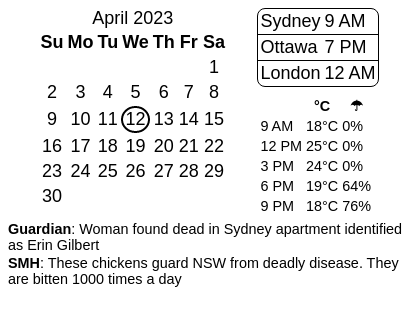 April 2023
Su Mo Tu We Th Fr Sa
1
2 3 4 5 6 7 8
9 10 11 12 13 14 15
16 17 18 19 20 21 22
23 24 25 26 27 28 29
30
Sydney 9 AM
Ottawa 7 PM
London 12 AM
°C ☂
9 AM 18°C 0%
12 PM 25°C 0%
3 PM 24°C 0%
6 PM 19°C 64%
9 PM 18°C 76%
Guardian: Woman found dead in Sydney apartment identified
as Erin Gilbert
SMH: These chickens guard NSW from deadly disease. They
are bitten 1000 times a day